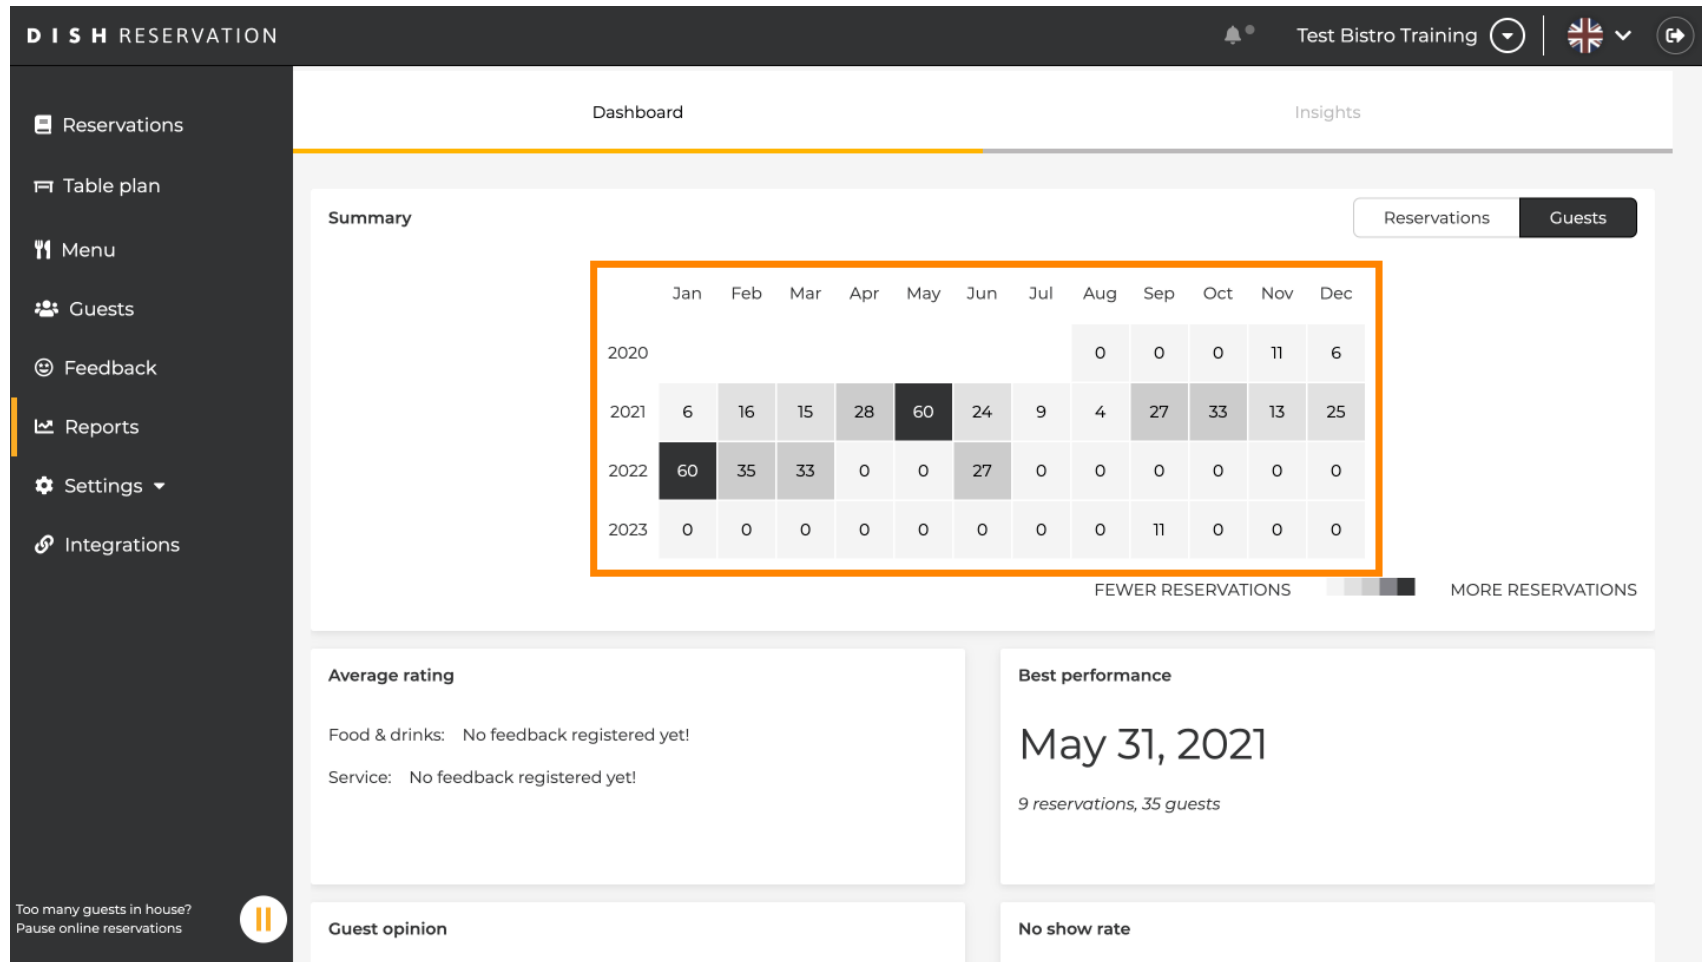 DISH RESERVATION
Test Bistro Training
Reservations
Table plan
Menu
Guests
Feedback
Reports
Settings
Integrations
Too many guests in house?
Pause online reservations
Dashboard Insights
Summary
Reservations Guests
Jan Feb Mar Apr May Jun Jul Aug Sep Oct Nov Dec
2020 0 0 0 11 6
2021 6 16 15 28 60 24 9 4 27 33 13 25
2022 60 35 33 0 0 27 0 0 0 0 0 0
2023 0 0 0 0 0 0 0 0 11 0 0 0
FEWER RESERVATIONS MORE RESERVATIONS
Average rating
Food & drinks: No feedback registered yet!
Service: No feedback registered yet!
Best performance
May 31, 2021
9 reservations, 35 guests
Guest opinion
No show rate